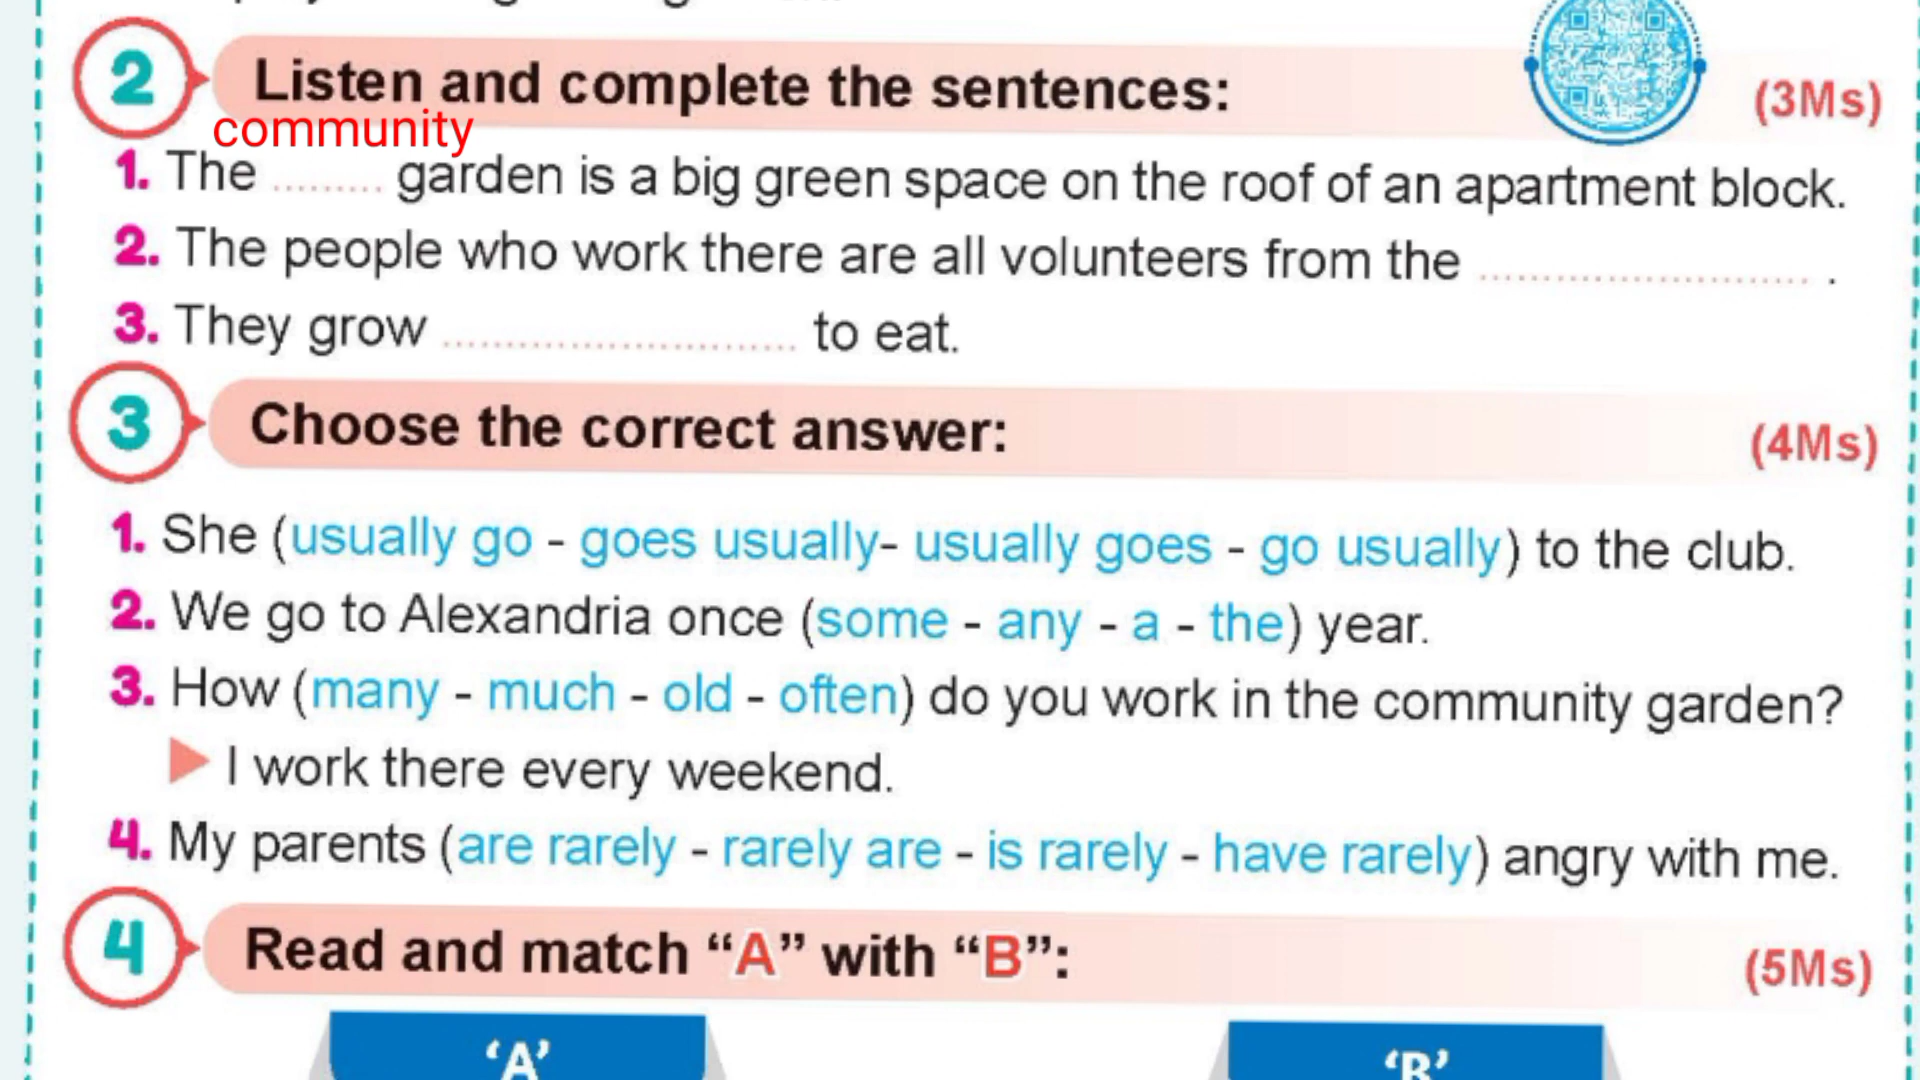 2 Listen and complete the sentences: (3Ms)
community
1. The ......... garden is a big green space on the roof of an apartment block.
2. The people who work there are all volunteers from the ........................... .
3. They grow ............................. to eat.
3 Choose the correct answer: (4Ms)
1. She (usually go - goes usually- usually goes - go usually) to the club.
2. We go to Alexandria once (some - any - a - the) year.
3. How (many - much - old - often) do you work in the community garden?
I work there every weekend.
4. My parents (are rarely - rarely are - is rarely - have rarely) angry with me.
4 Read and match “A” with “B”: (5Ms)
‘A’ ‘B’